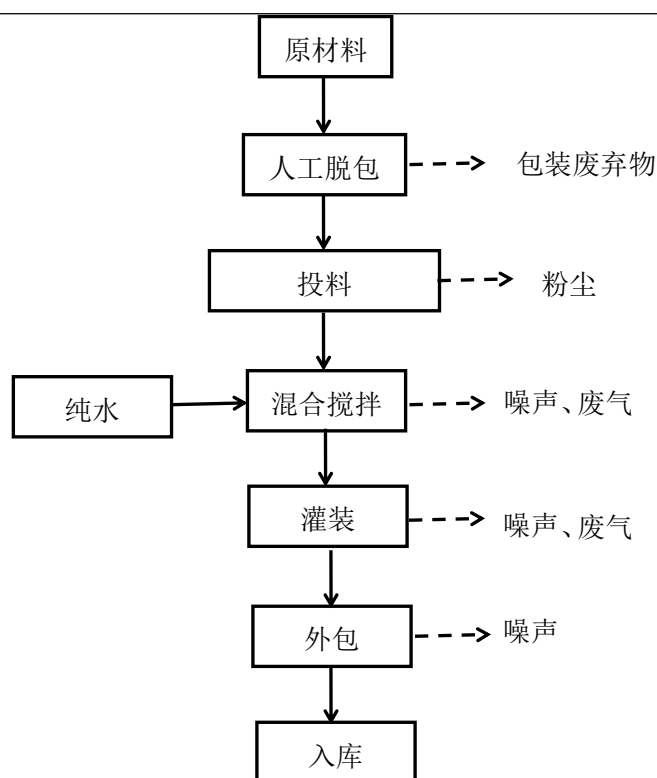 原材料
人工脱包
包装废弃物
投料
粉尘
纯水
混合搅拌
噪声、废气
灌装
噪声、废气
外包
噪声
入库